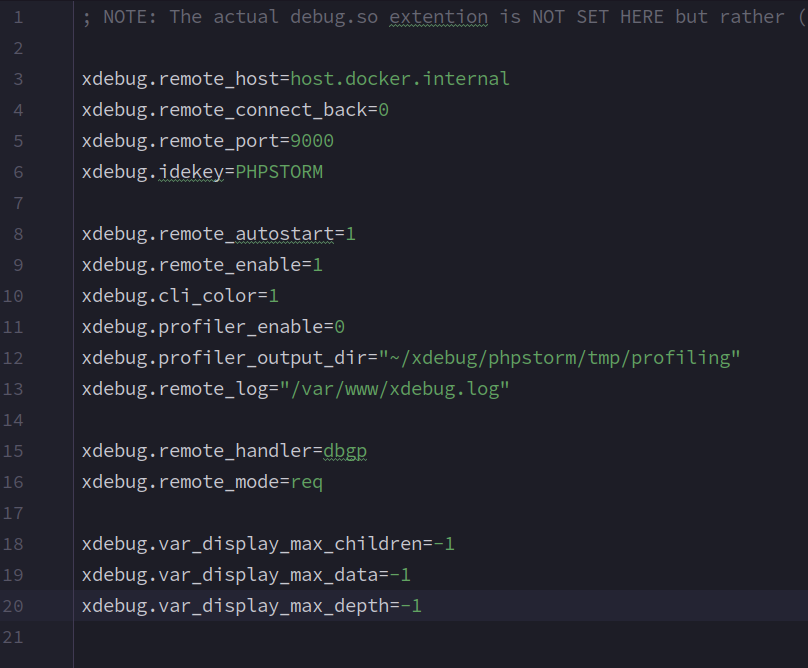 1 ; NOTE: The actual debug.so extention is NOT SET HERE but rather (
2
3 xdebug.remote_host=host.docker.internal
4 xdebug.remote_connect_back=0
5 xdebug.remote_port=9000
6 xdebug.idekey=PHPSTORM
7
8 xdebug.remote_autostart=1
9 xdebug.remote_enable=1
10 xdebug.cli_color=1
11 xdebug.profiler_enable=0
12 xdebug.profiler_output_dir="~/xdebug/phpstorm/tmp/profiling"
13 xdebug.remote_log="/var/www/xdebug.log"
14
15 xdebug.remote_handler=dbgp
16 xdebug.remote_mode=req
17
18 xdebug.var_display_max_children=-1
19 xdebug.var_display_max_data=-1
20 xdebug.var_display_max_depth=-1
21